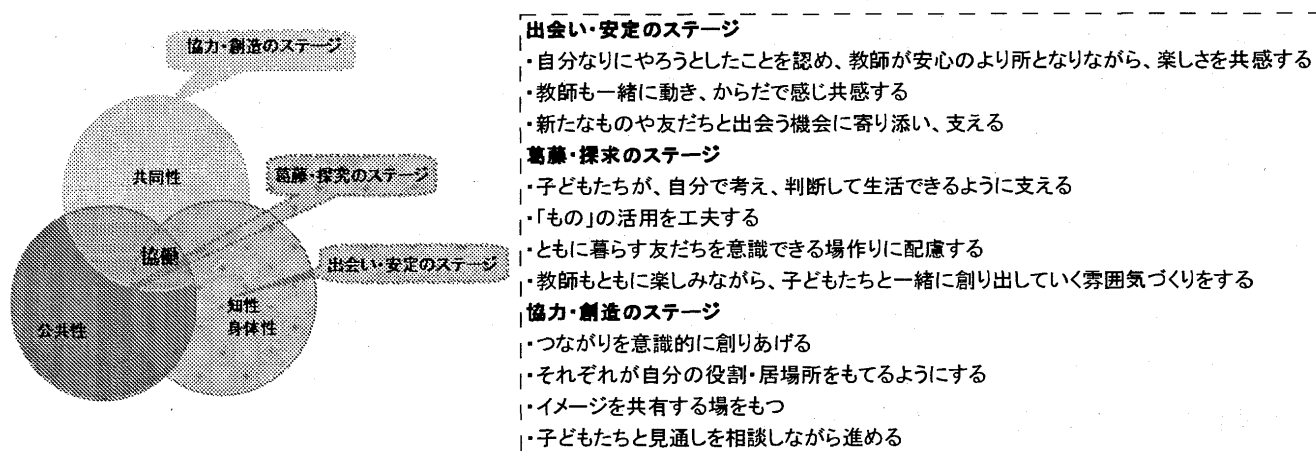 協力・創造のステージ
共同性
葛藤・探究のステージ
協働
出会い・安定のステージ
知性
身体性
公共性
出会い・安定のステージ
・自分なりにやろうとしたことを認め、教師が安心のより所となりながら、楽しさを共感する
・教師も一緒に動き、からだで感じ共感する
・新たなものや友だちと出会う機会に寄り添い、支える
葛藤・探求のステージ
・子どもたちが、自分で考え、判断して生活できるように支える
・「もの」の活用を工夫する
・ともに暮らす友だちを意識できる場作りに配慮する
・教師もともに楽しみながら、子どもたちと一緒に創り出していく雰囲気づくりをする
協力・創造のステージ
・つながりを意識的に創りあげる
・それぞれが自分の役割・居場所をもてるようにする
・イメージを共有する場をもつ
・子どもたちと見通しを相談しながら進める